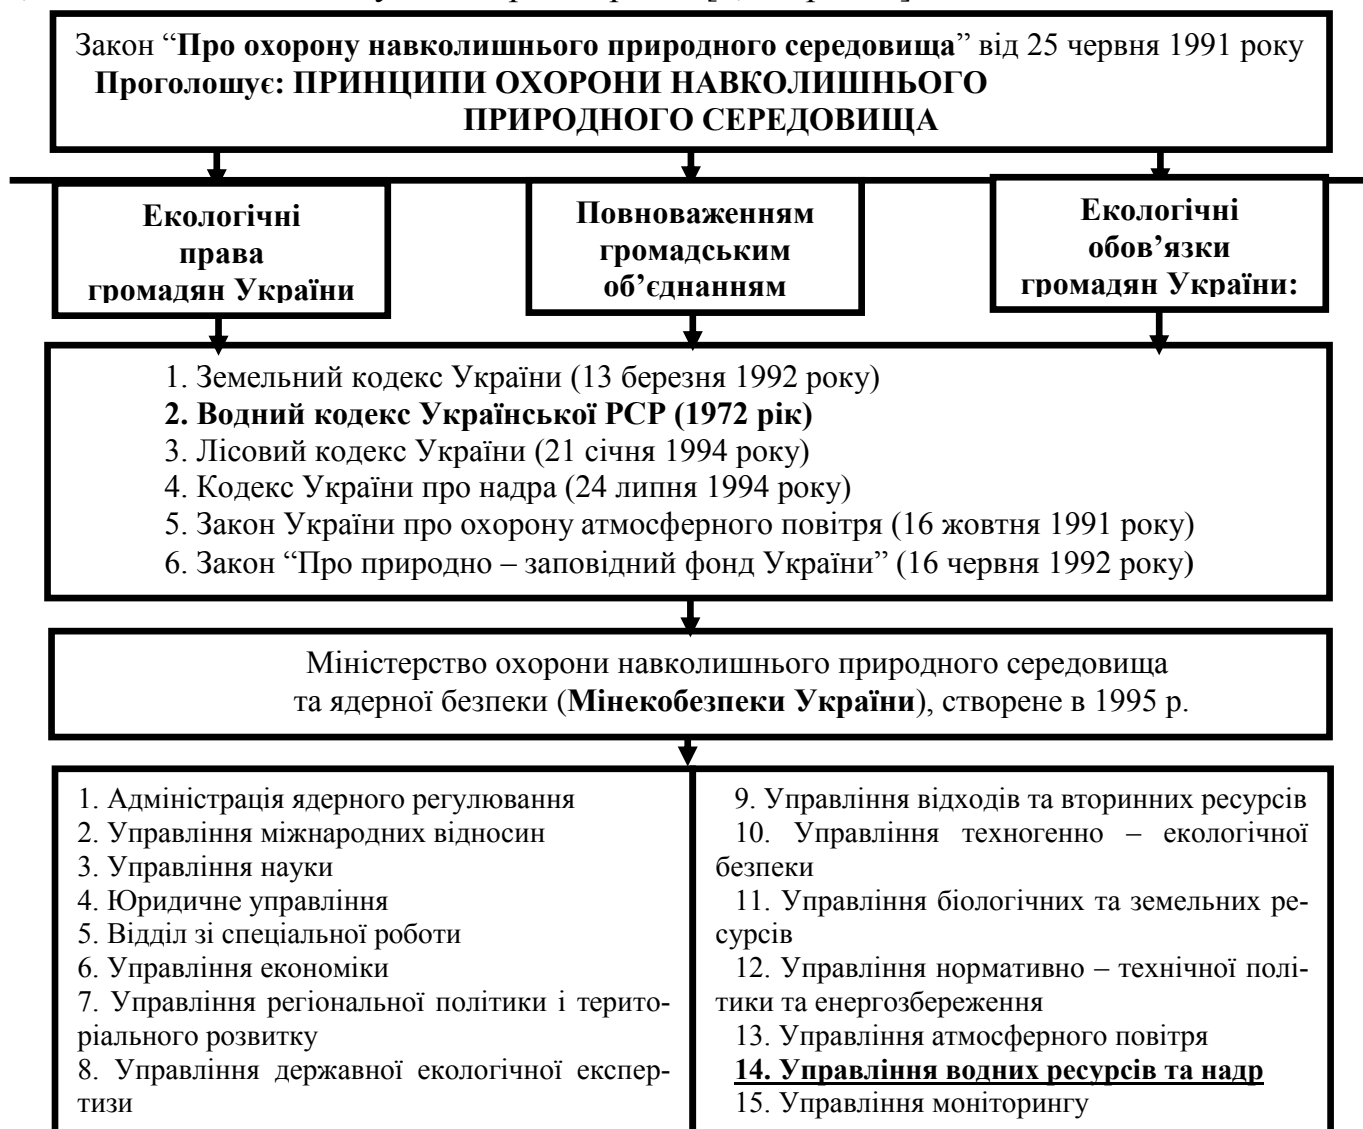 Закон “Про охорону навколишнього природного середовища” від 25 червня 1991 року
Проголошує: ПРИНЦИПИ ОХОРОНИ НАВКОЛИШНЬОГО
ПРИРОДНОГО СЕРЕДОВИЩА
Екологічні
права
громадян України
Повноваженням
громадським
об’єднанням
Екологічні
обов’язки
громадян України:
1. Земельний кодекс України (13 березня 1992 року)
2. Водний кодекс Української РСР (1972 рік)
3. Лісовий кодекс України (21 січня 1994 року)
4. Кодекс України про надра (24 липня 1994 року)
5. Закон України про охорону атмосферного повітря (16 жовтня 1991 року)
6. Закон “Про природно – заповідний фонд України” (16 червня 1992 року)
Міністерство охорони навколишнього природного середовища
та ядерної безпеки (Мінекобезпеки України), створене в 1995 р.
1. Адміністрація ядерного регулювання
2. Управління міжнародних відносин
3. Управління науки
4. Юридичне управління
5. Відділ зі спеціальної роботи
6. Управління економіки
7. Управління регіональної політики і терито-
ріального розвитку
8. Управління державної екологічної експер-
тизи
9. Управління відходів та вторинних ресурсів
10. Управління техногенно – екологічної
безпеки
11. Управління біологічних та земельних ре-
сурсів
12. Управління нормативно – технічної полі-
тики та енергозбереження
13. Управління атмосферного повітря
14. Управління водних ресурсів та надр
15. Управління моніторингу